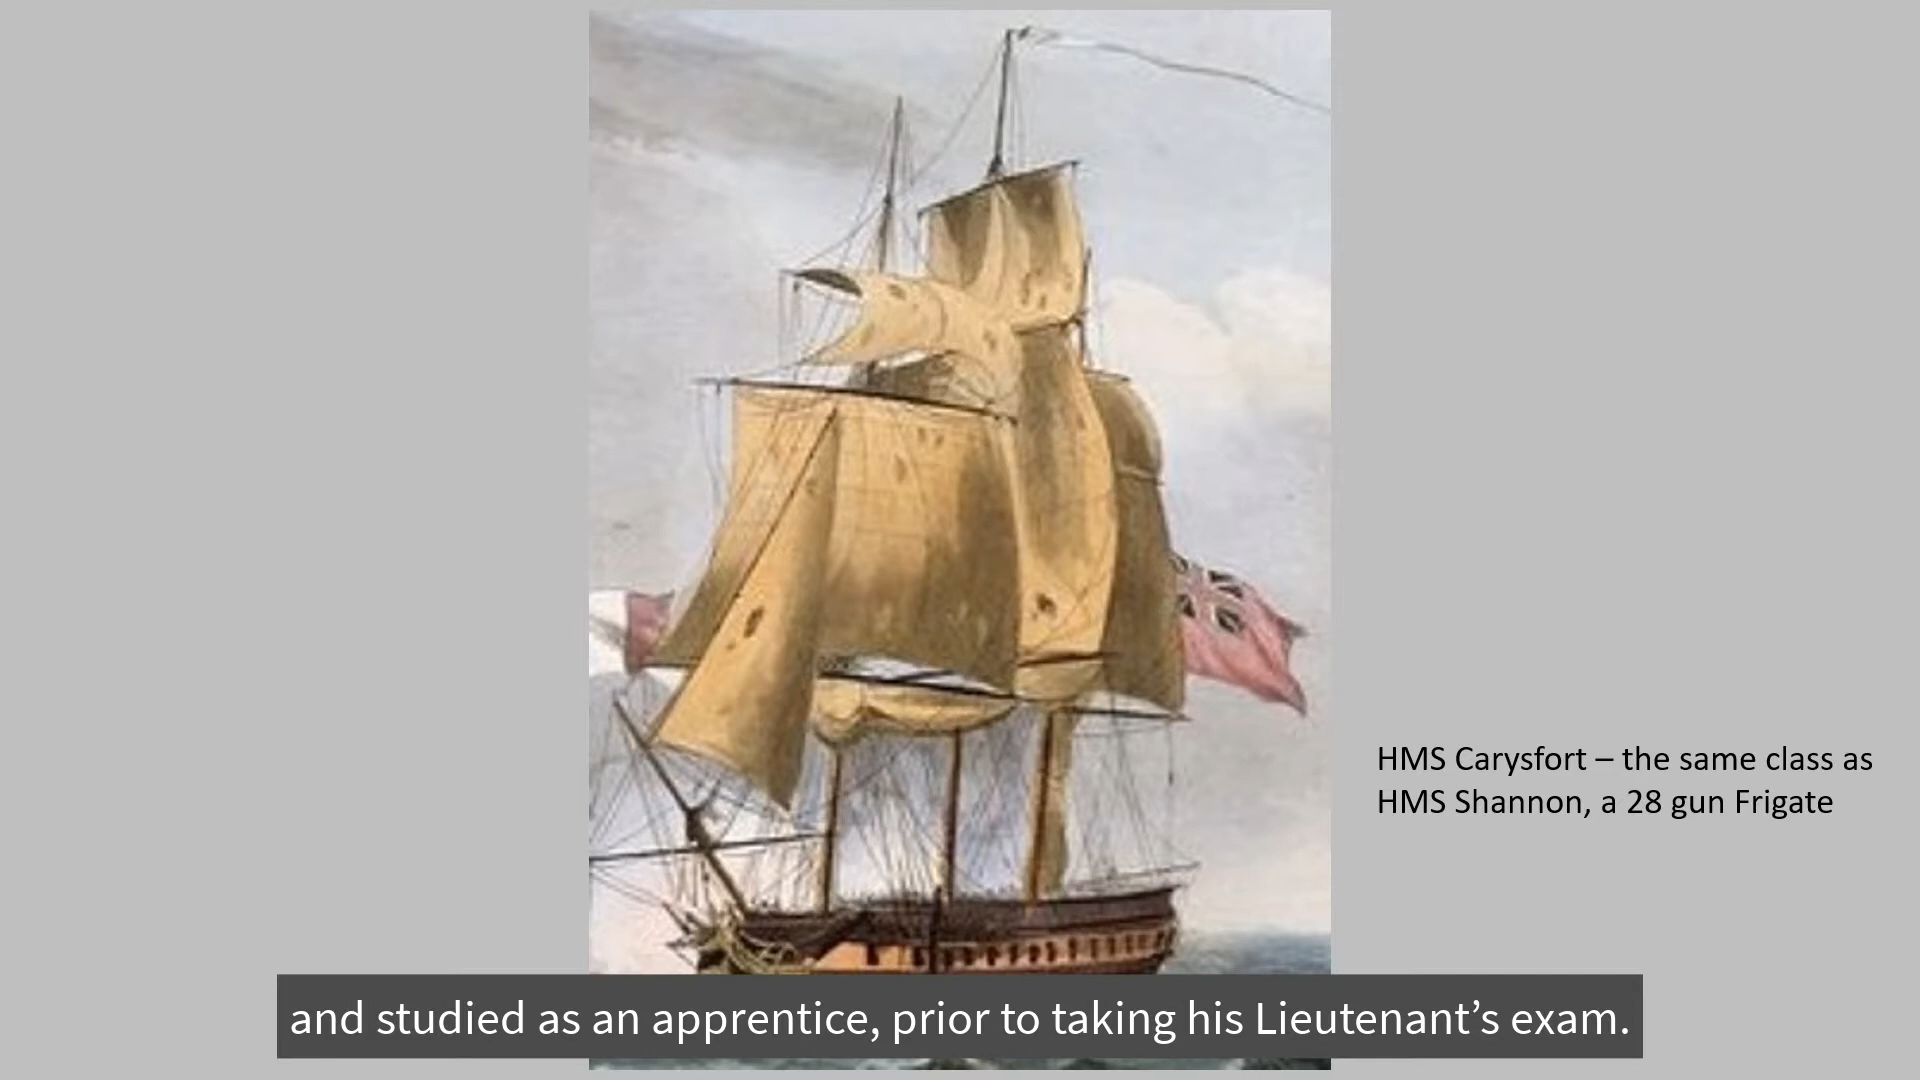 HMS Carysfort – the same class as
HMS Shannon, a 28 gun Frigate
and studied as an apprentice, prior to taking his Lieutenant’s exam.